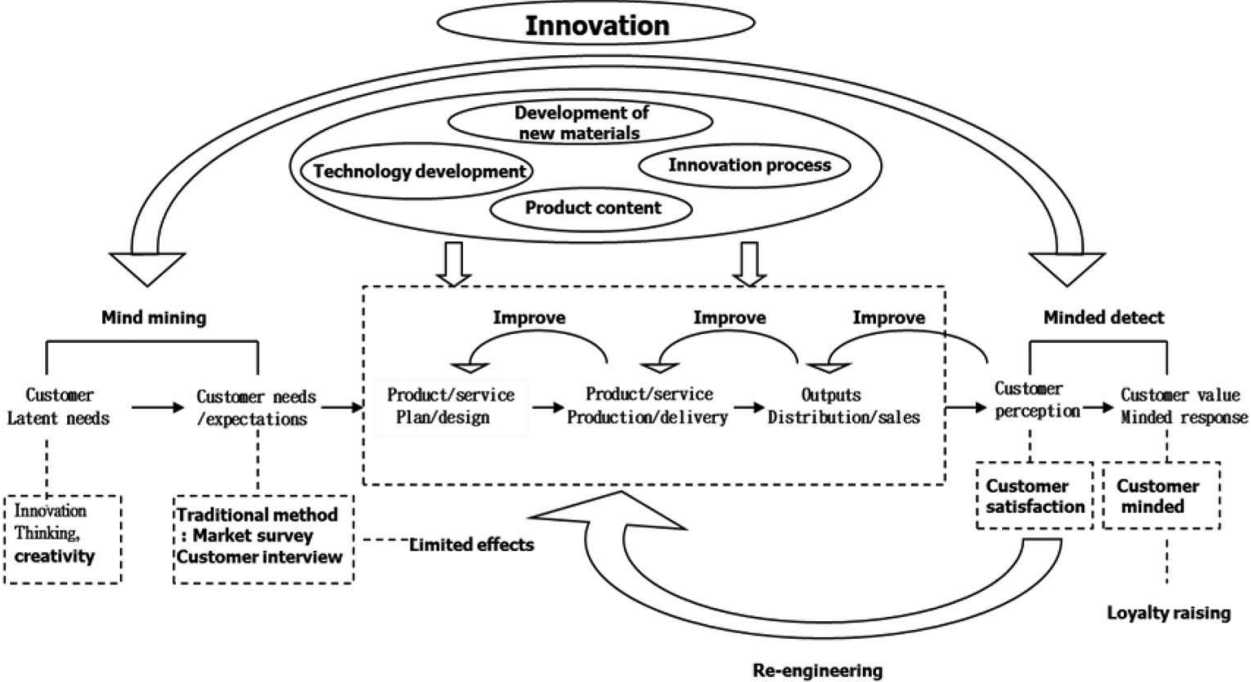 Innovation
Development of
new materials
Technology development
Innovation process
Product content
Mind mining
Improve
Improve
Improve
Minded detect
Customer
Latent needs
Customer needs
/expectations
Product/service
Plan/design
Product/service
Production/delivery
Outputs
Distribution/sales
Customer
perception
Customer value
Minded response
Innovation
Thinking,
creativity
Traditional method
: Market survey
Customer interview
Limited effects
Customer
satisfaction
Customer
minded
Loyalty raising
Re-engineering